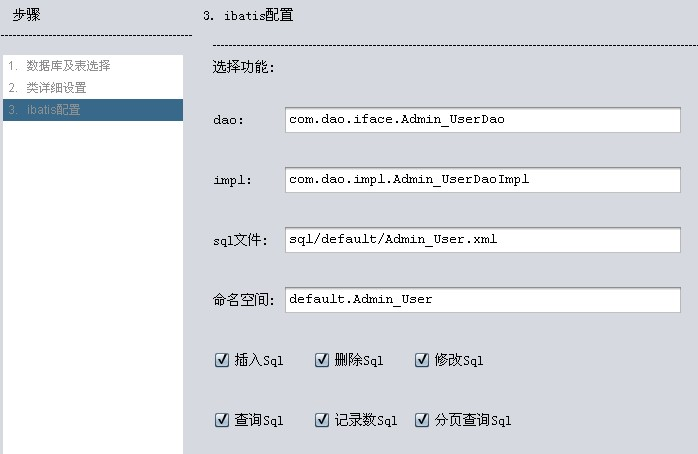 步骤
1. 数据库及表选择
2. 类详细设置
3. ibatis配置
3. ibatis配置
选择功能:
dao: com.dao.iface.Admin_UserDao
impl: com.dao.impl.Admin_UserDaoImpl
sql文件: sql/default/Admin_User.xml
命名空间: default.Admin_User
插入Sql 删除Sql 修改Sql
查询Sql 记录数Sql 分页查询Sql